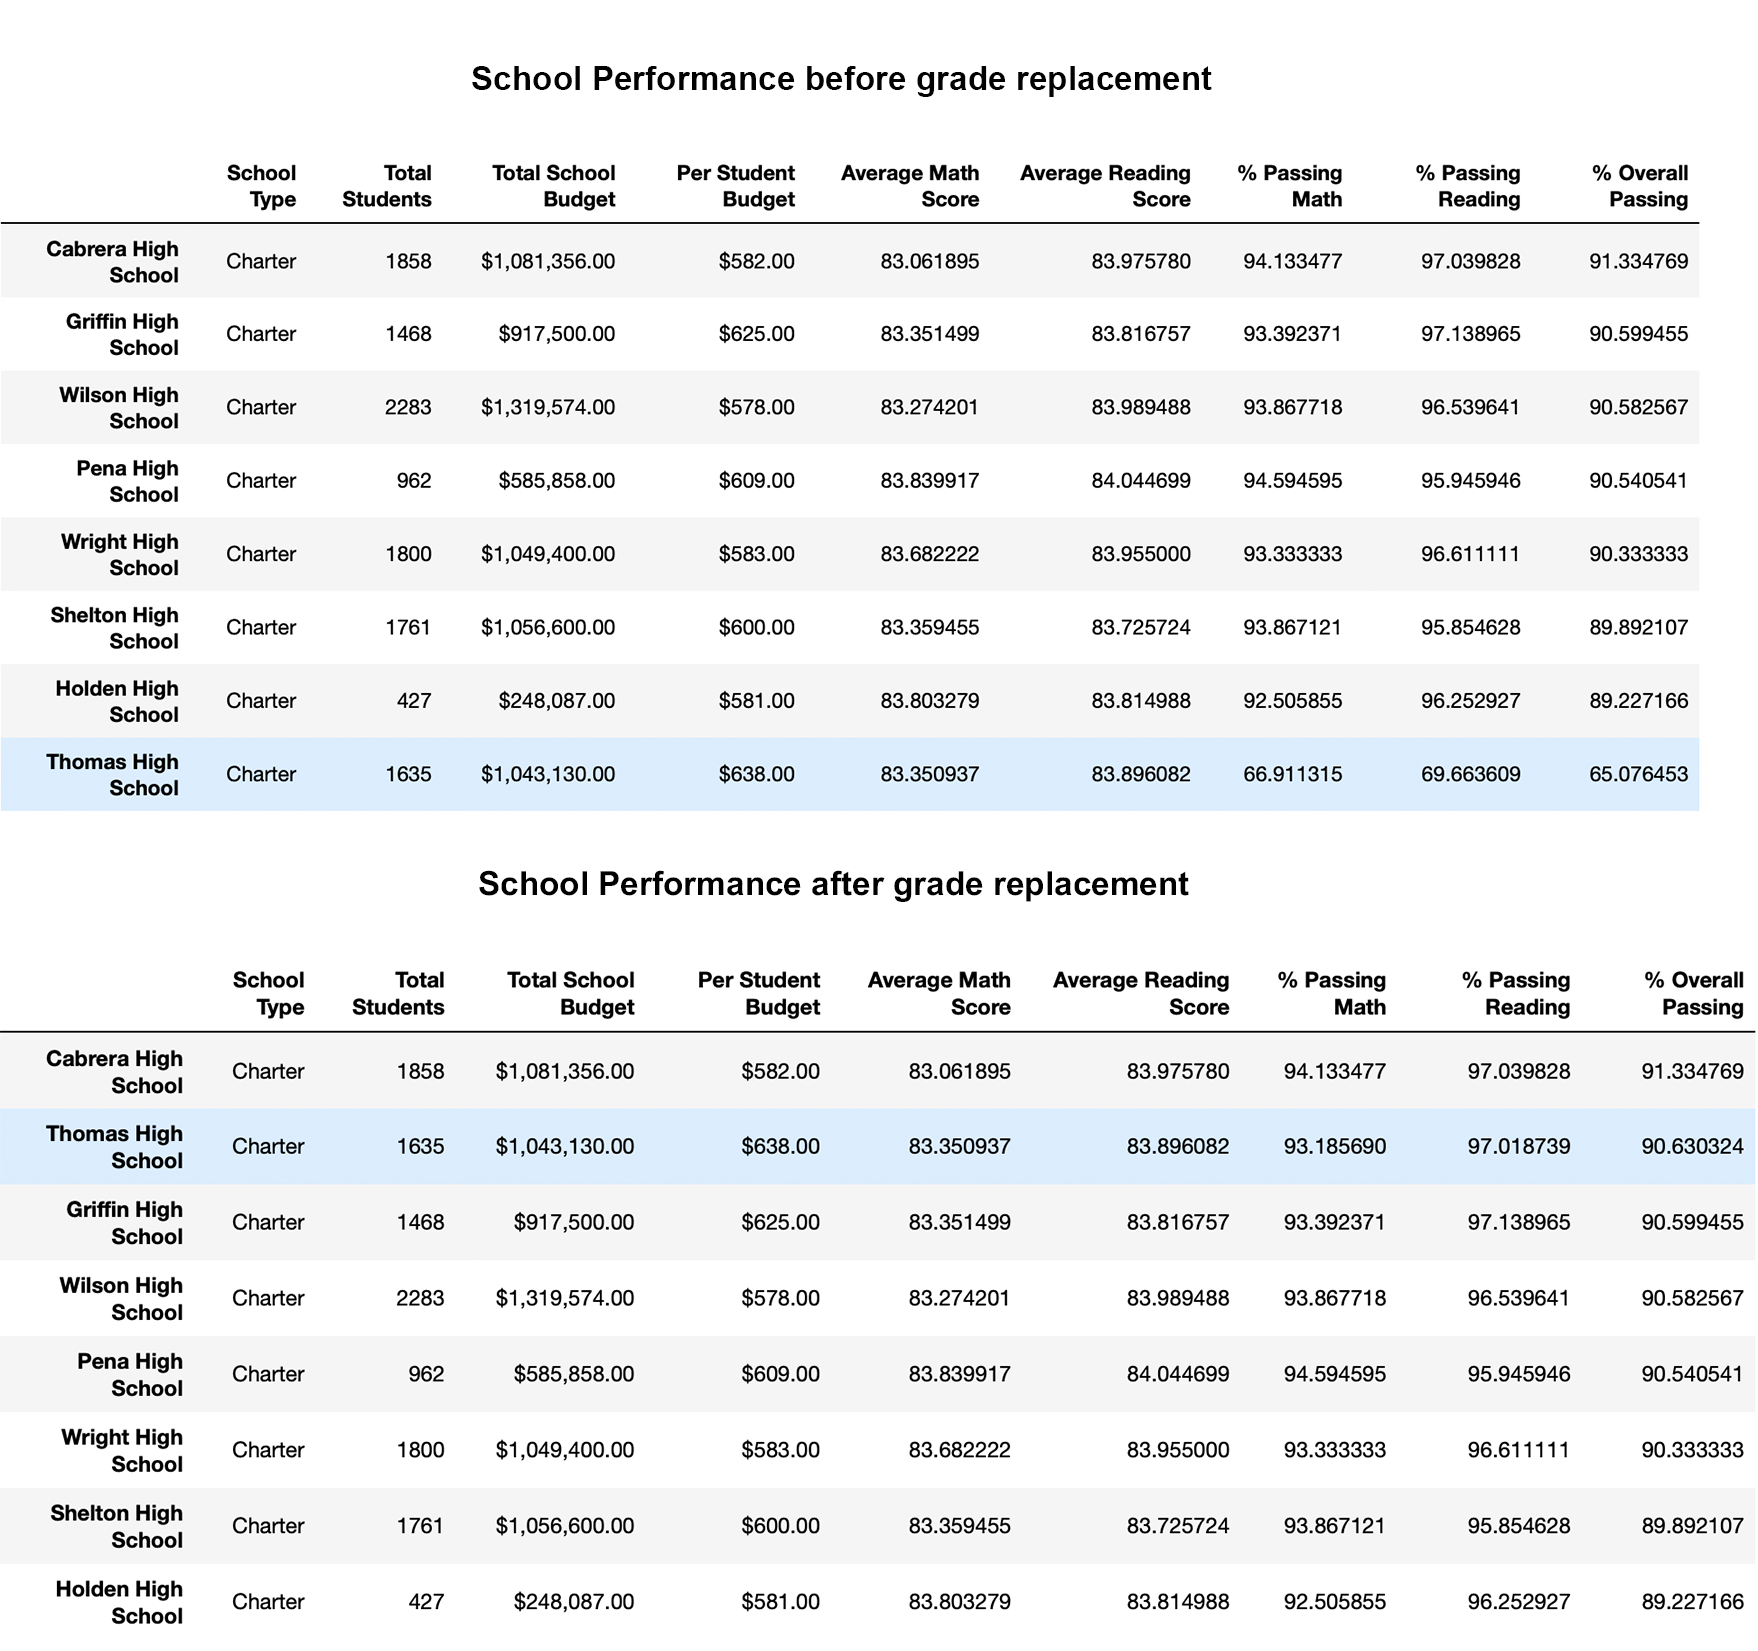 School Performance before grade replacement
School Type Total Students Total School Budget Per Student Budget Average Math Score Average Reading Score % Passing Math % Passing Reading % Overall Passing
Cabrera High School Charter 1858 $1,081,356.00 $582.00 83.061895 83.975780 94.133477 97.039828 91.334769
Griffin High School Charter 1468 $917,500.00 $625.00 83.351499 83.816757 93.392371 97.138965 90.599455
Wilson High School Charter 2283 $1,319,574.00 $578.00 83.274201 83.989488 93.867718 96.539641 90.582567
Pena High School Charter 962 $585,858.00 $609.00 83.839917 84.044699 94.594595 95.945946 90.540541
Wright High School Charter 1800 $1,049,400.00 $583.00 83.682222 83.955000 93.333333 96.611111 90.333333
Shelton High School Charter 1761 $1,056,600.00 $600.00 83.359455 83.725724 93.867121 95.854628 89.892107
Holden High School Charter 427 $248,087.00 $581.00 83.803279 83.814988 92.505855 96.252927 89.227166
Thomas High School Charter 1635 $1,043,130.00 $638.00 83.350937 83.896082 66.911315 69.663609 65.076453
School Performance after grade replacement
School Type Total Students Total School Budget Per Student Budget Average Math Score Average Reading Score % Passing Math % Passing Reading % Overall Passing
Cabrera High School Charter 1858 $1,081,356.00 $582.00 83.061895 83.975780 94.133477 97.039828 91.334769
Thomas High School Charter 1635 $1,043,130.00 $638.00 83.350937 83.896082 93.185690 97.018739 90.630324
Griffin High School Charter 1468 $917,500.00 $625.00 83.351499 83.816757 93.392371 97.138965 90.599455
Wilson High School Charter 2283 $1,319,574.00 $578.00 83.274201 83.989488 93.867718 96.539641 90.582567
Pena High School Charter 962 $585,858.00 $609.00 83.839917 84.044699 94.594595 95.945946 90.540541
Wright High School Charter 1800 $1,049,400.00 $583.00 83.682222 83.955000 93.333333 96.611111 90.333333
Shelton High School Charter 1761 $1,056,600.00 $600.00 83.359455 83.725724 93.867121 95.854628 89.892107
Holden High School Charter 427 $248,087.00 $581.00 83.803279 83.814988 92.505855 96.252927 89.227166